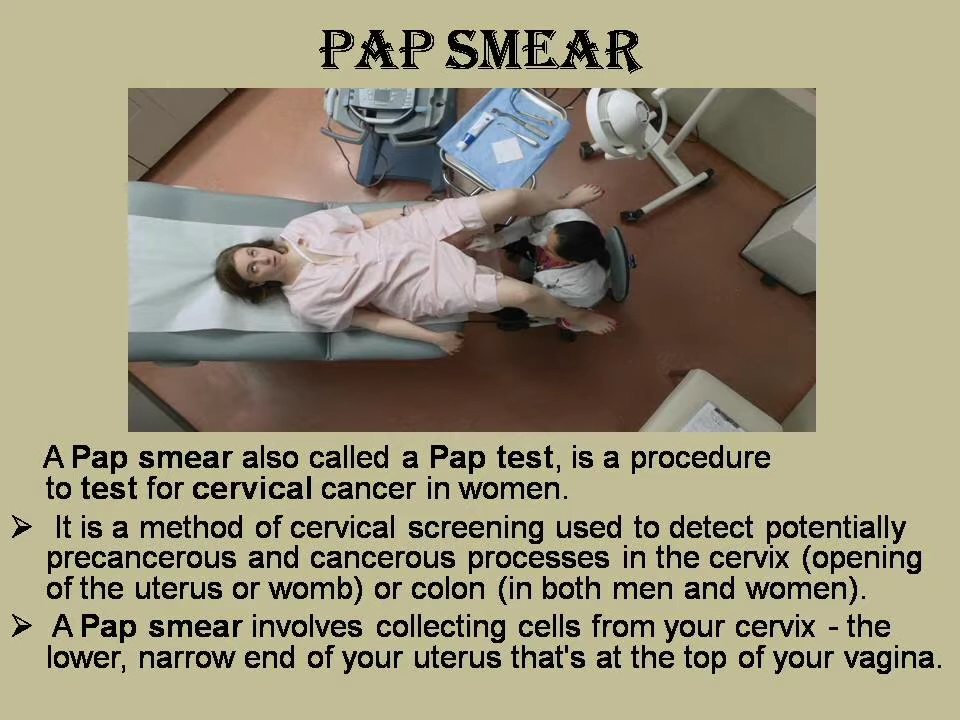 PAP SMEAR
A Pap smear also called a Pap test, is a procedure
to test for cervical cancer in women.
➢ It is a method of cervical screening used to detect potentially
precancerous and cancerous processes in the cervix (opening
of the uterus or womb) or colon (in both men and women).
➢ A Pap smear involves collecting cells from your cervix - the
lower, narrow end of your uterus that's at the top of your vagina.